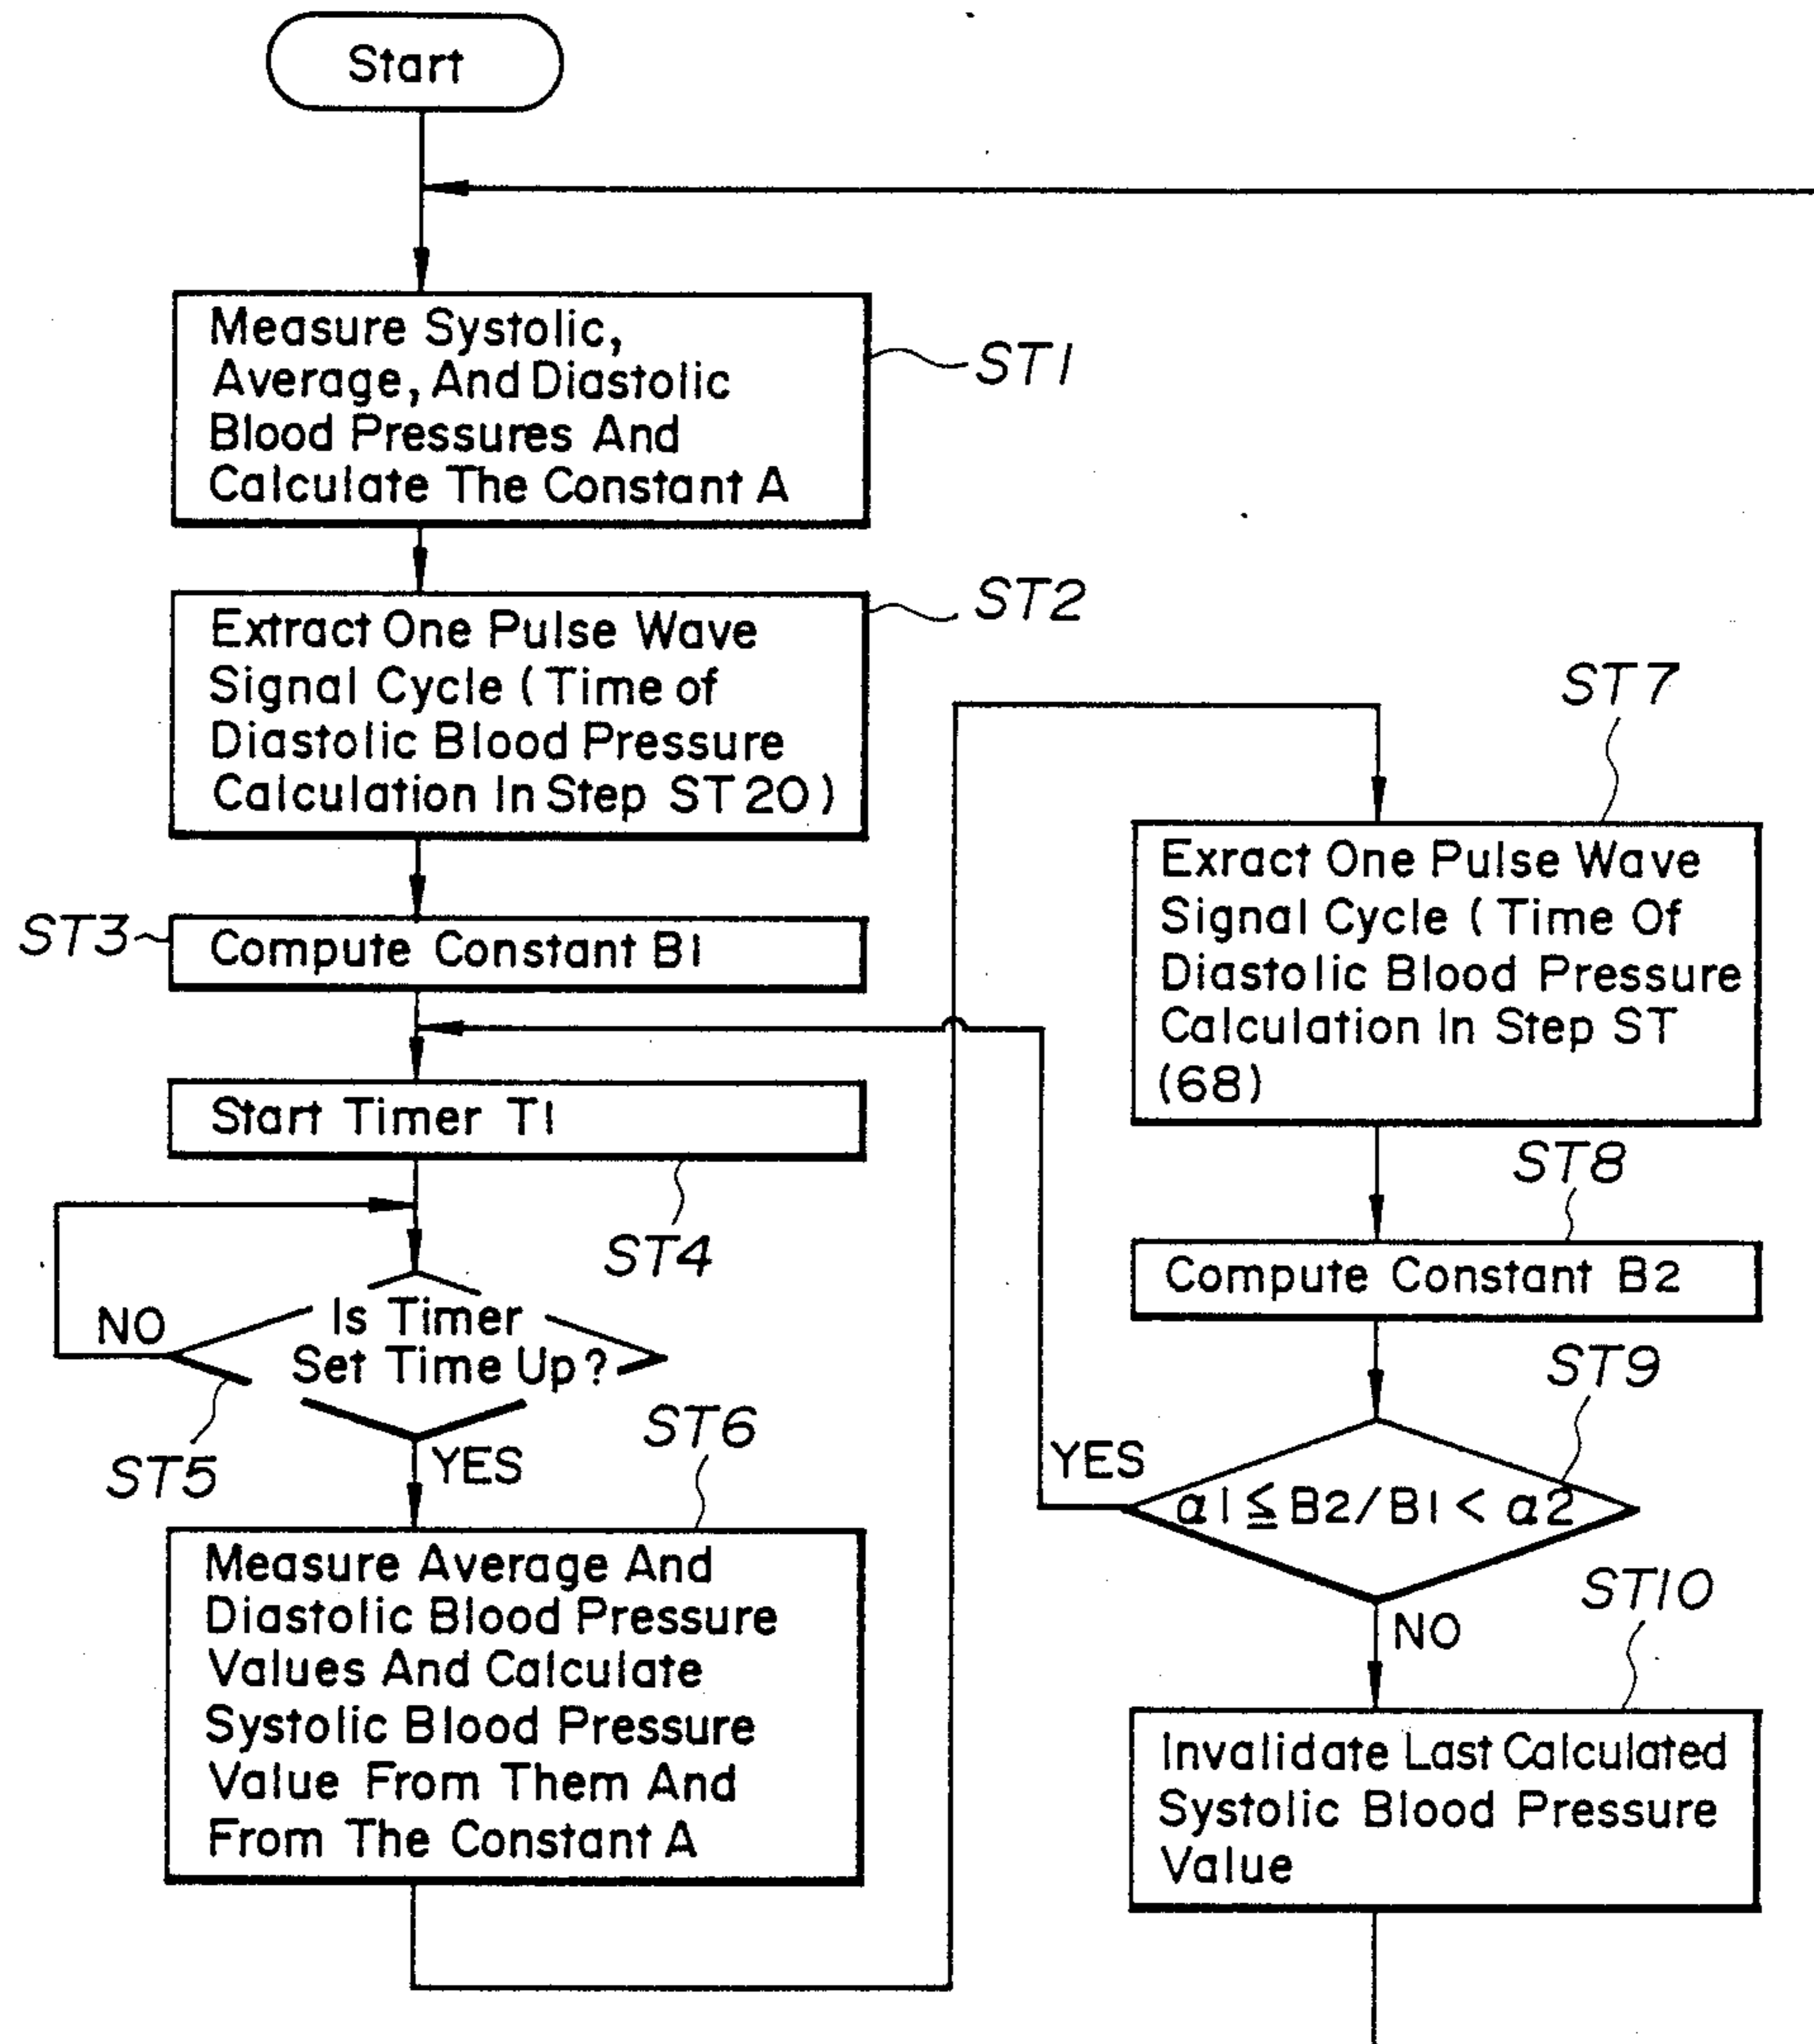 Start
Measure Systolic,
Average, And Diastolic
Blood Pressures And
Calculate The Constant A
ST1
Extract One Pulse Wave
Signal Cycle (Time of
Diastolic Blood Pressure
Calculation In Step ST20)
ST2
ST3
Compute Constant B1
Start Timer T1
ST4
Is Timer
Set Time Up?
NO
ST5
YES
ST6
Measure Average And
Diastolic Blood Pressure
Values And Calculate
Systolic Blood Pressure
Value From Them And
From The Constant A
ST7
Exract One Pulse Wave
Signal Cycle (Time Of
Diastolic Blood Pressure
Calculation In Step ST
(68)
ST8
Compute Constant B2
ST9
YES
α1≦B2/B1<α2
NO
ST10
Invalidate Last Calculated
Systolic Blood Pressure
Value